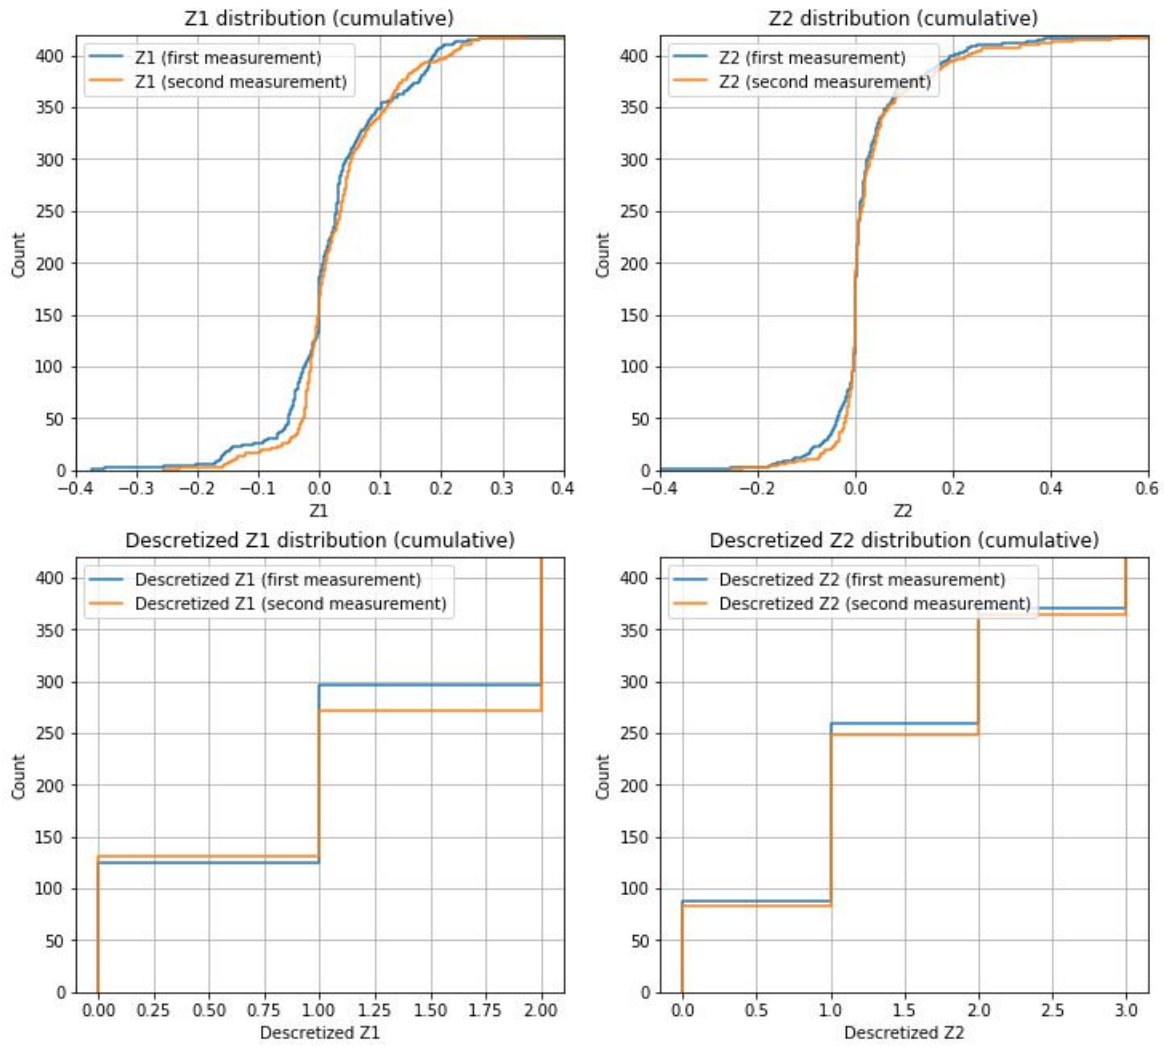 Z1 distribution (cumulative)
Z1 (first measurement)
Z1 (second measurement)
Count
400
350
300
250
200
150
100
50
0
−0.4 −0.3 −0.2 −0.1 0.0 0.1 0.2 0.3 0.4
Z1
Z2 distribution (cumulative)
Z2 (first measurement)
Z2 (second measurement)
Count
400
350
300
250
200
150
100
50
0
−0.4 −0.2 0.0 0.2 0.4 0.6
Z2
Descretized Z1 distribution (cumulative)
Descretized Z1 (first measurement)
Descretized Z1 (second measurement)
Count
400
350
300
250
200
150
100
50
0
0.00 0.25 0.50 0.75 1.00 1.25 1.50 1.75 2.00
Descretized Z1
Descretized Z2 distribution (cumulative)
Descretized Z2 (first measurement)
Descretized Z2 (second measurement)
Count
400
350
300
250
200
150
100
50
0
0.0 0.5 1.0 1.5 2.0 2.5 3.0
Descretized Z2